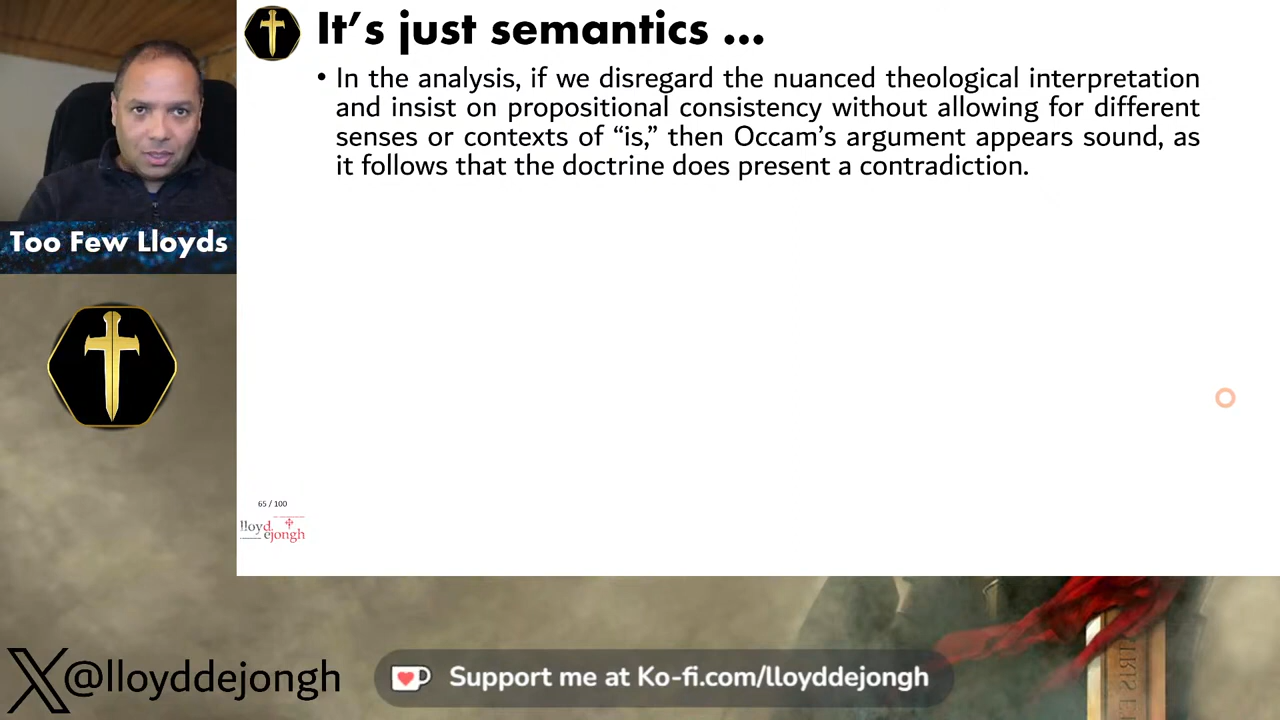 It's just semantics ...
• In the analysis, if we disregard the nuanced theological interpretation
and insist on propositional consistency without allowing for different
senses or contexts of “is,” then Occam’s argument appears sound, as
it follows that the doctrine does present a contradiction.
Too Few Lloyds
65 / 100
lloyd
ejongh
@lloyddejongh
Support me at Ko-fi.com/lloyddejongh